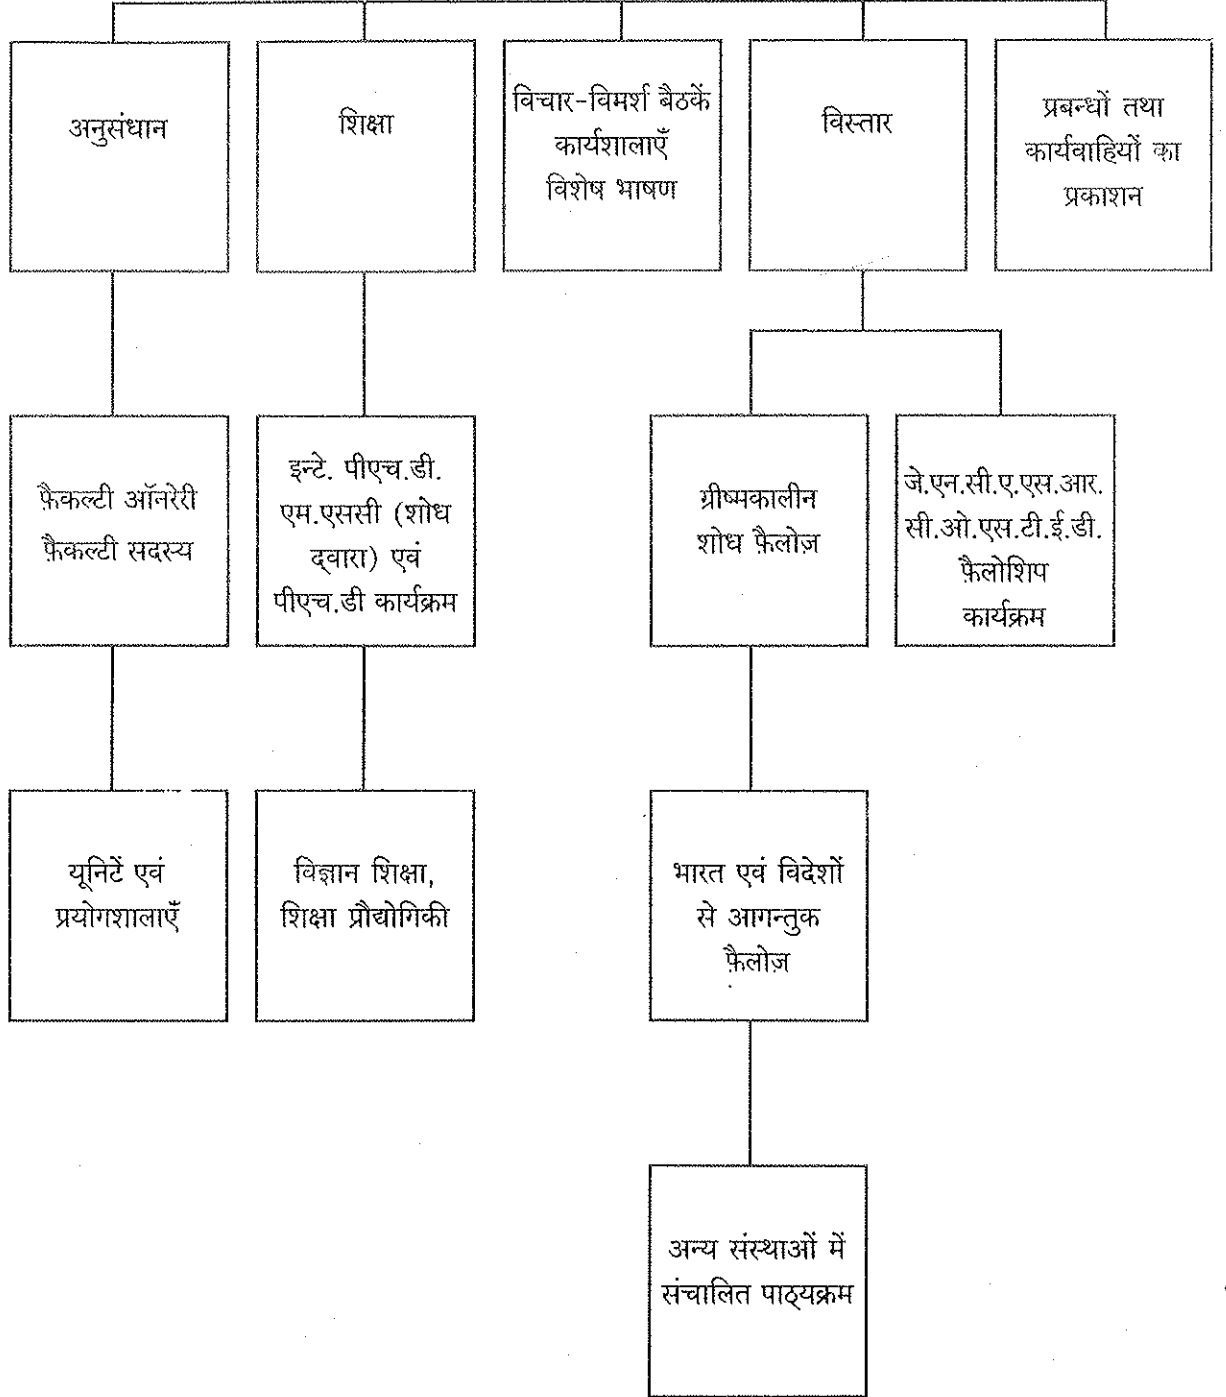 अनुसंधान
शिक्षा
विचार-विमर्श बैठकें
कार्यशालाएँ
विशेष भाषण
विस्तार
प्रबन्धों तथा
कार्यवाहियों का
प्रकाशन
फ़ैकल्टी ऑनरेरी
फ़ैकल्टी सदस्य
इन्टे. पीएच.डी.
एम.एससी (शोध
द्वारा) एवं
पीएच.डी कार्यक्रम
ग्रीष्मकालीन
शोध फ़ैलोज़
जे.एन.सी.ए.एस.आर.
सी.ओ.एस.टी.ई.डी.
फ़ैलोशिप
कार्यक्रम
यूनिटें एवं
प्रयोगशालाएँ
विज्ञान शिक्षा,
शिक्षा प्रौद्योगिकी
भारत एवं विदेशों
से आगन्तुक
फ़ैलोज़
अन्य संस्थाओं में
संचालित पाठ्यक्रम